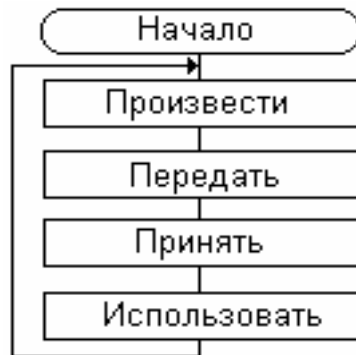 Начало
Произвести
Передать
Принять
Использовать